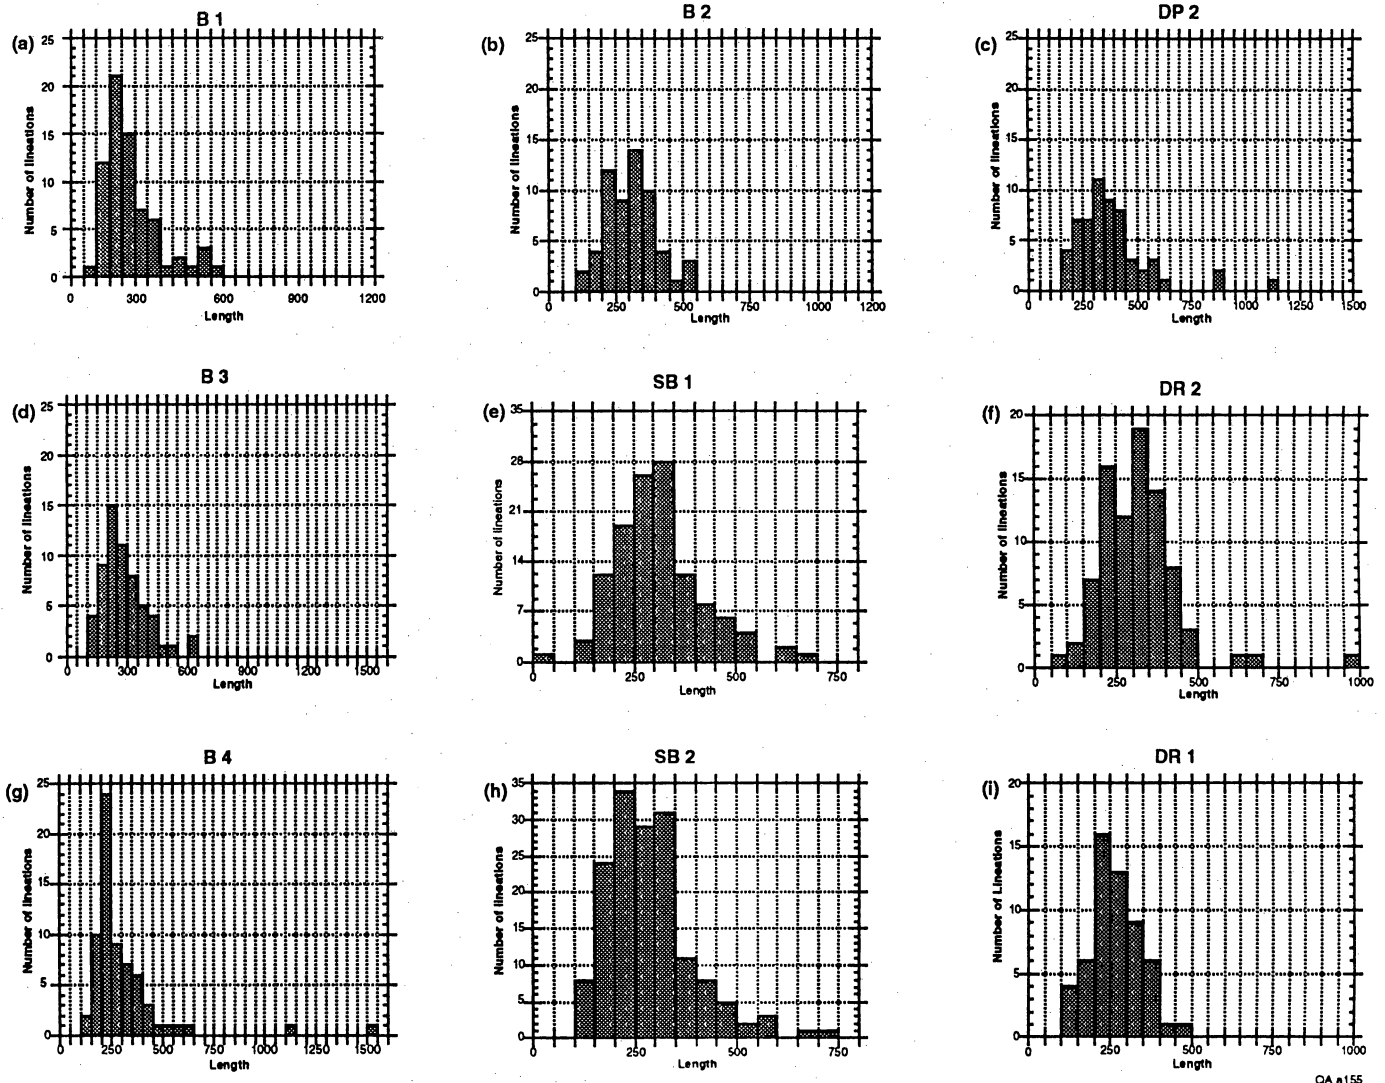 B 1
(a)
25
20
15
10
5
0
Number of lineations
0 300 600 900 1200
Length
B 2
(b)
25
20
15
10
5
0
Number of lineations
0 250 500 750 1000 1200
Length
DP 2
(c)
25
20
15
10
5
0
Number of lineations
0 250 500 750 1000 1250 1500
Length
B 3
(d)
25
20
15
10
5
0
Number of lineations
0 300 600 900 1200 1500
Length
SB 1
(e)
35
28
21
14
7
0
Number of lineations
0 250 500 750
Length
DR 2
(f)
20
15
10
5
0
Number of lineations
0 250 500 750 1000
Length
B 4
(g)
25
20
15
10
5
0
Number of lineations
0 250 500 750 1000 1250 1500
Length
SB 2
(h)
35
30
25
20
15
10
5
0
Number of lineations
0 250 500 750
Length
DR 1
(i)
20
15
10
5
0
Number of Lineations
0 250 500 750 1000
Length
QA a155